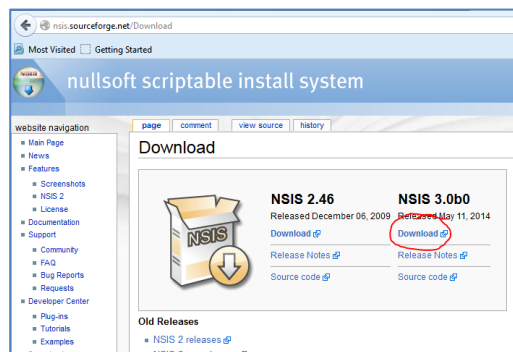 nsis.sourceforge.net/Download
Most Visited Getting Started
nullsoft scriptable install system
website navigation
Main Page
News
Features
Screenshots
NSIS 2
License
Documentation
Support
Community
FAQ
Bug Reports
Requests
Developer Center
Plug-ins
Tutorials
Examples
page comment view source history
Download
NSIS
NSIS 2.46 NSIS 3.0b0
Released December 06, 2009 Released May 11, 2014
Download Download
Release Notes Release Notes
Source code Source code
Old Releases
NSIS 2 releases